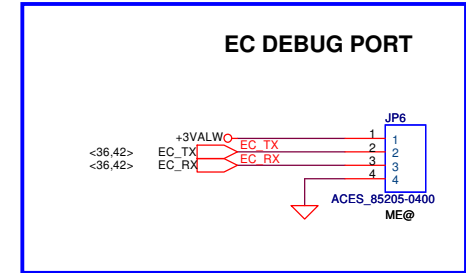 EC DEBUG PORT
JP6
+3VALW 1 1
<36,42> EC_TX EC_TX 2 2
<36,42> EC_RX EC_RX 3 3
4 4
ACES_85205-0400
ME@